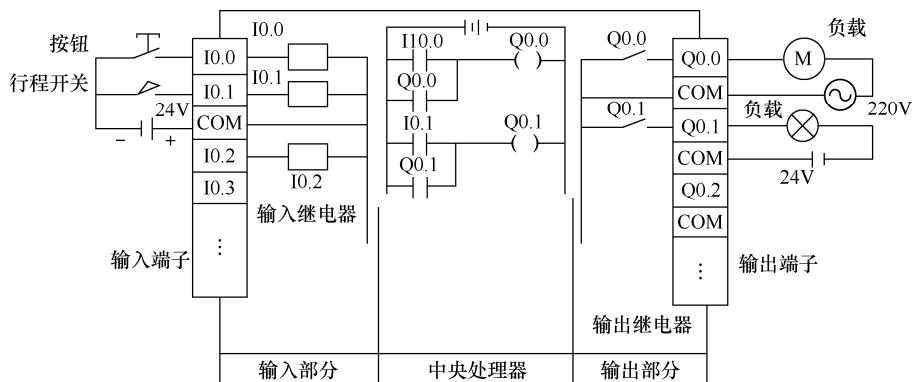 按钮
行程开关
24V
− +
I0.0
I0.1
COM
I0.2
I0.3
⋮
输入端子
I0.0
I0.1
I0.2
输入继电器
I10.0
Q0.0
Q0.0
I0.1
Q0.1
Q0.1
Q0.0
Q0.1
输出继电器
Q0.0
COM
Q0.1
COM
Q0.2
COM
⋮
输出端子
负载
M
220V
负载
24V
输入部分
中央处理器
输出部分